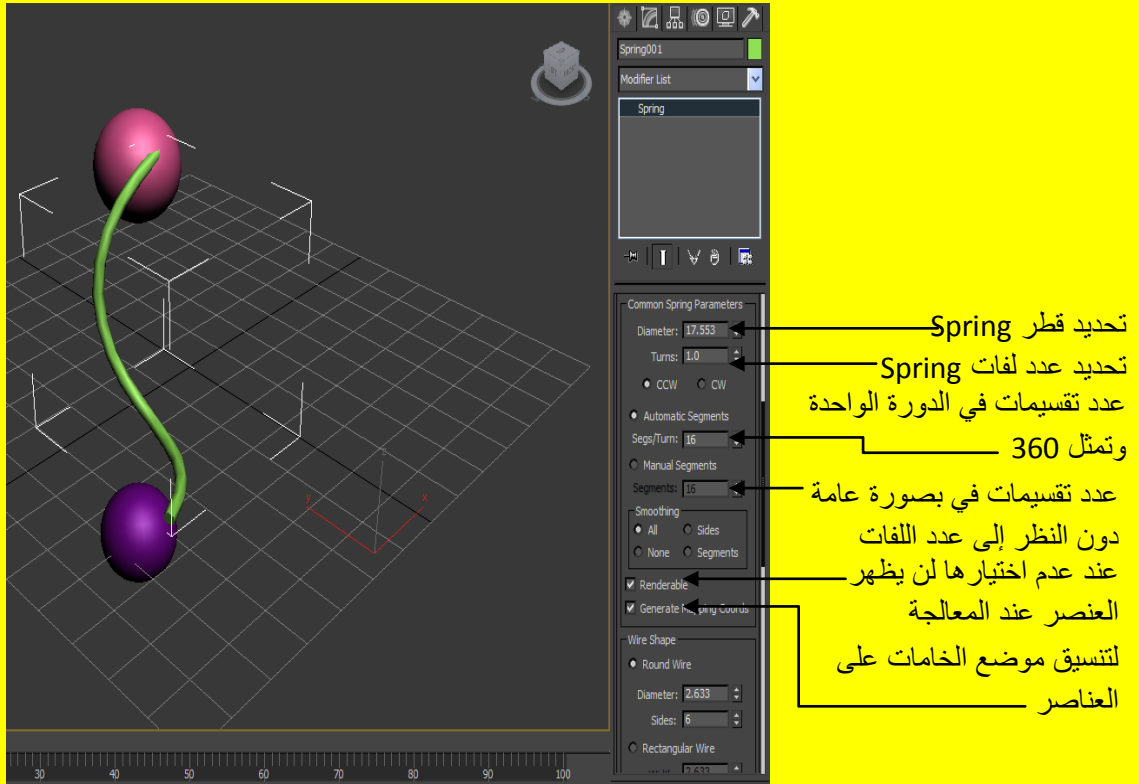 Spring001
Modifier List
Spring
Common Spring Parameters
Diameter: 17.553
Turns: 1.0
CCW CW
Automatic Segments
Segs/Turn: 16
Manual Segments
Segments: 16
Smoothing
All Sides
None Segments
Renderable
Generate Mapping Coords
Wire Shape
Round Wire
Diameter: 2.633
Sides: 6
Rectangular Wire
2.633
تحديد قطر Spring
تحديد عدد لفات Spring
عدد تقسيمات في الدورة الواحدة
وتمثل 360
عدد تقسيمات في بصورة عامة
دون النظر إلى عدد اللفات
عند عدم اختيارها لن يظهر
العنصر عند المعالجة
لتنسيق موضع الخامات على
العناصر
z
y x
30 40 50 60 70 80 90 100